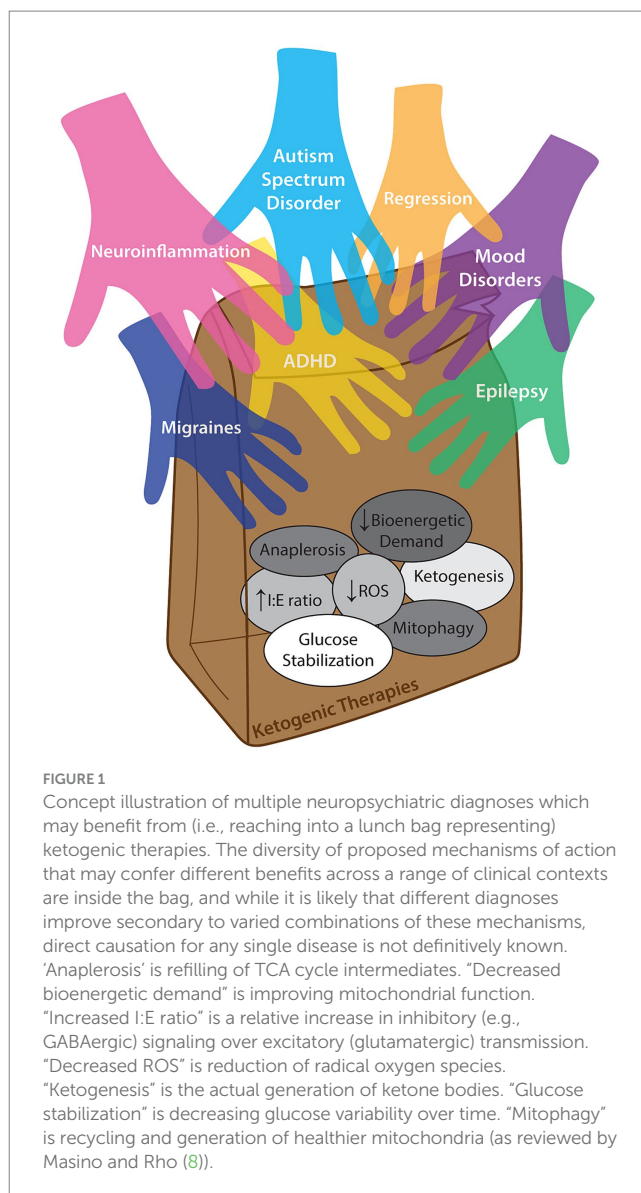 Autism
Spectrum
Disorder
Regression
Neuroinflammation
Mood
Disorders
ADHD
Epilepsy
Migraines
↓Bioenergetic
Demand
Anaplerosis
Ketogenesis
↑I:E ratio
↓ROS
Mitophagy
Glucose
Stabilization
Ketogenic Therapies
FIGURE 1
Concept illustration of multiple neuropsychiatric diagnoses which
may benefit from (i.e., reaching into a lunch bag representing)
ketogenic therapies. The diversity of proposed mechanisms of action
that may confer different benefits across a range of clinical contexts
are inside the bag, and while it is likely that different diagnoses
improve secondary to varied combinations of these mechanisms,
direct causation for any single disease is not definitively known.
‘Anaplerosis’ is refilling of TCA cycle intermediates. “Decreased
bioenergetic demand” is improving mitochondrial function.
“Increased I:E ratio” is a relative increase in inhibitory (e.g.,
GABAergic) signaling over excitatory (glutamatergic) transmission.
“Decreased ROS” is reduction of radical oxygen species.
“Ketogenesis” is the actual generation of ketone bodies. “Glucose
stabilization” is decreasing glucose variability over time. “Mitophagy”
is recycling and generation of healthier mitochondria (as reviewed by
Masino and Rho (8)).